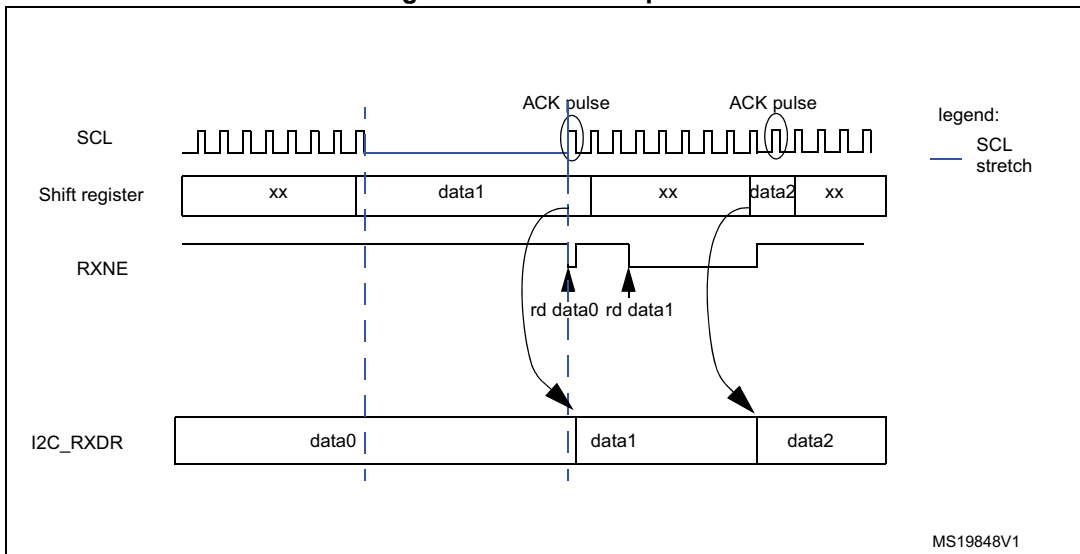 ACK pulse ACK pulse
legend:
SCL
SCL
stretch
Shift register xx data1 xx data2 xx
RXNE
rd data0 rd data1
I2C_RXDR data0 data1 data2
MS19848V1